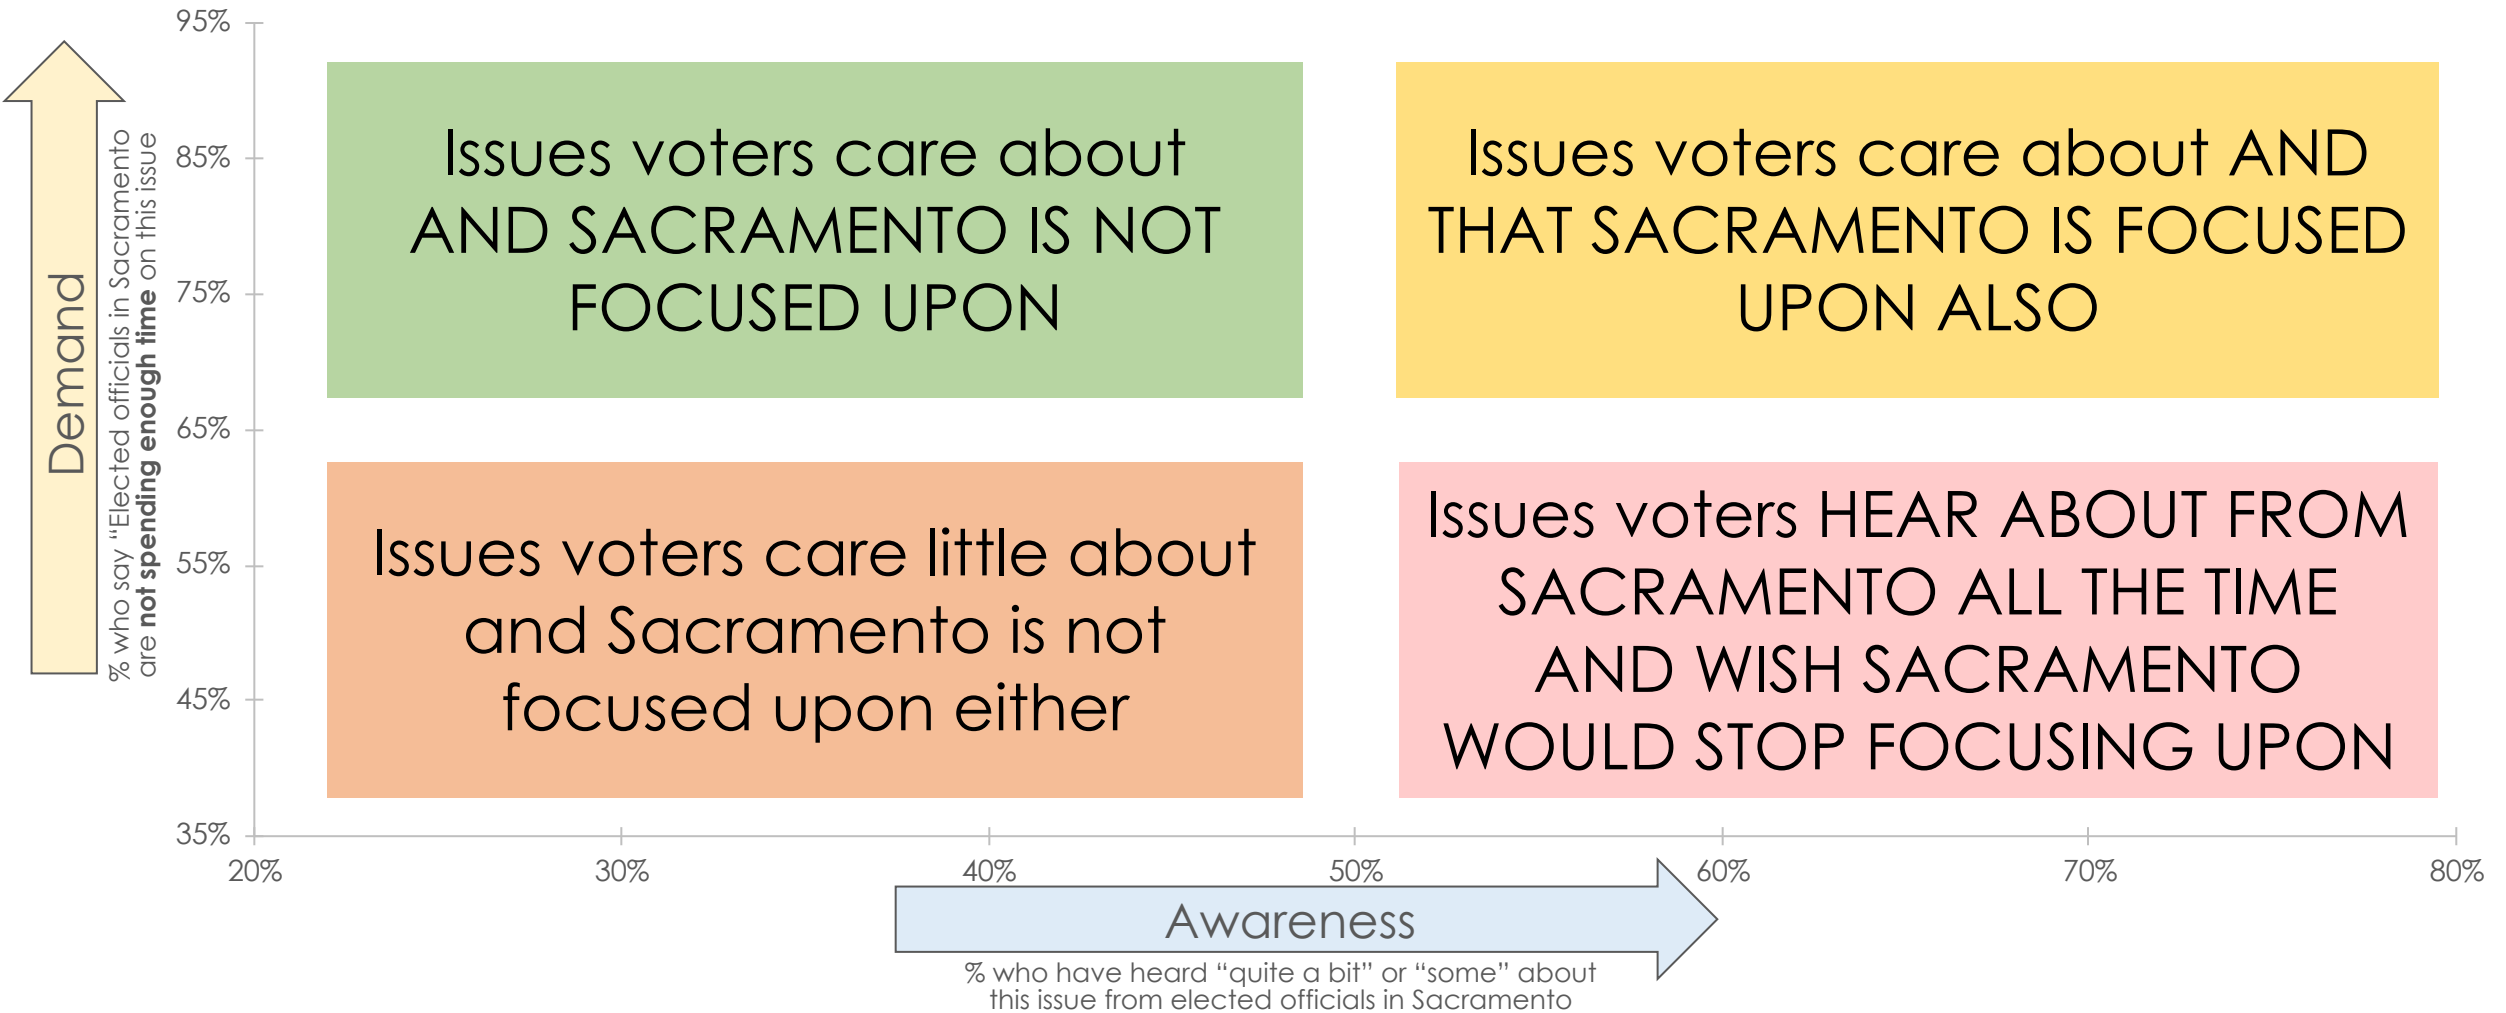 95%
85%
75%
65%
55%
45%
35%
Demand
% who say “Elected officials in Sacramento
are not spending enough time on this issue
Issues voters care about
AND SACRAMENTO IS NOT
FOCUSED UPON
Issues voters care about AND
THAT SACRAMENTO IS FOCUSED
UPON ALSO
Issues voters care little about
and Sacramento is not
focused upon either
Issues voters HEAR ABOUT FROM
SACRAMENTO ALL THE TIME
AND WISH SACRAMENTO
WOULD STOP FOCUSING UPON
20%
30%
40%
50%
60%
70%
80%
Awareness
% who have heard “quite a bit” or “some” about
this issue from elected officials in Sacramento